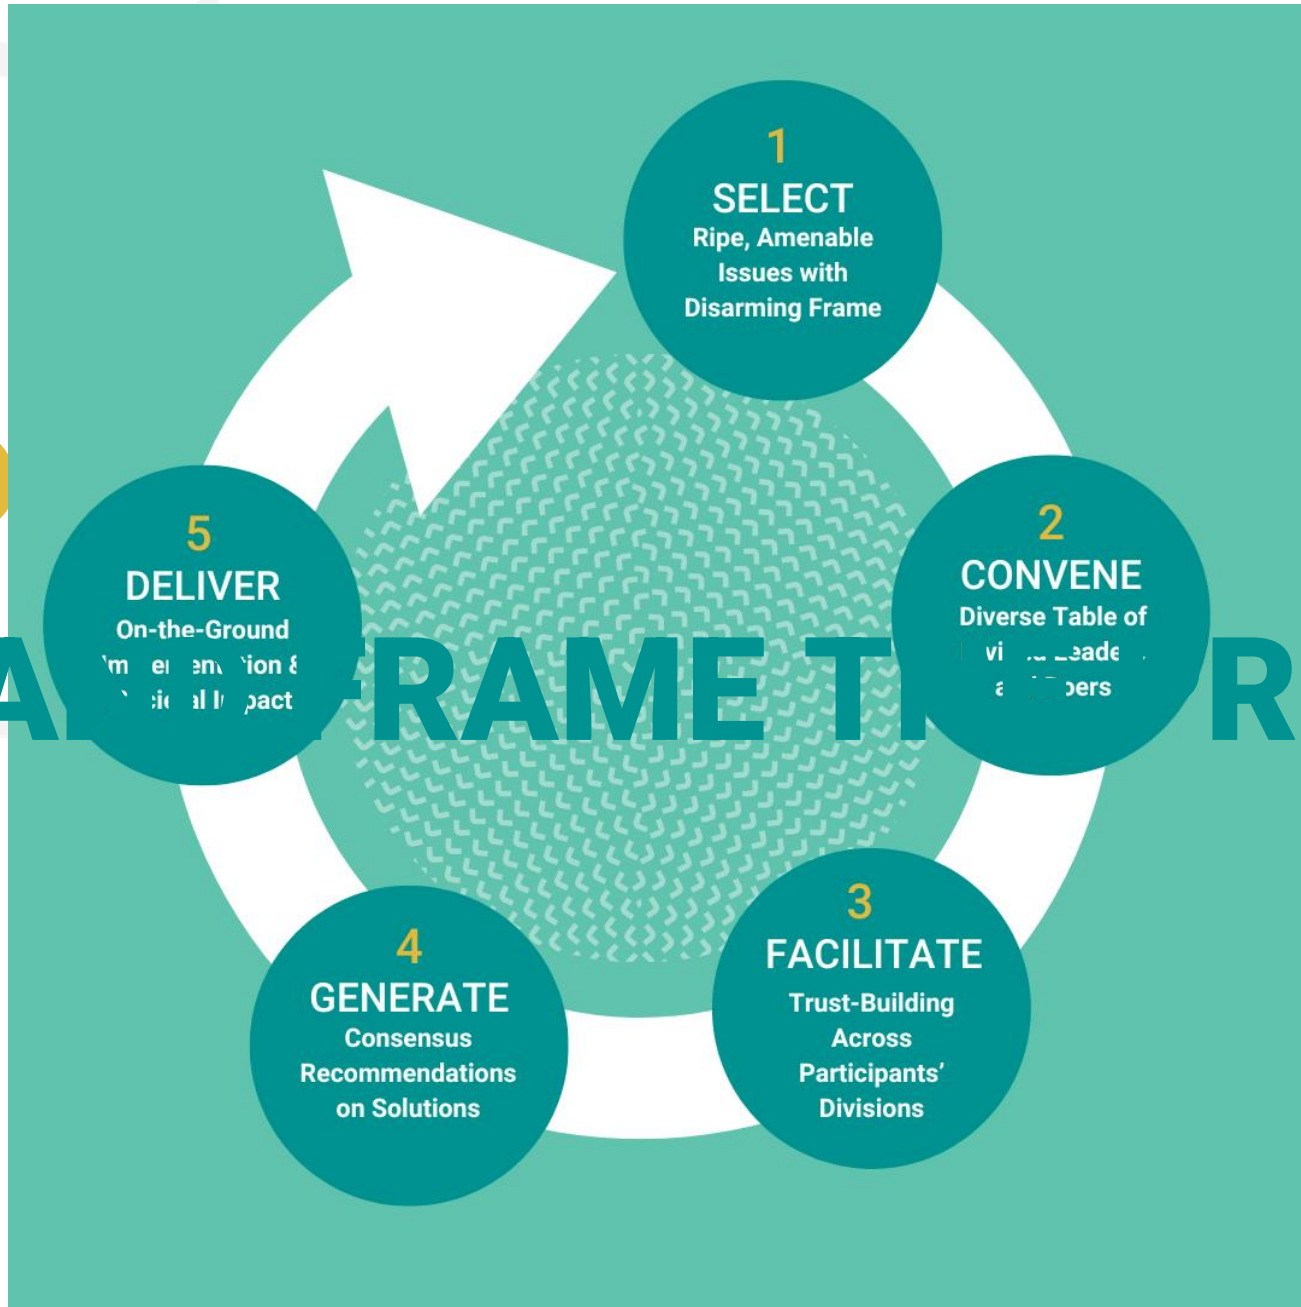 1
SELECT
Ripe, Amenable
Issues with
Disarming Frame
2
CONVENE
Diverse Table of
3
FACILITATE
Trust-Building
Across
Participants’
Divisions
4
GENERATE
Consensus
Recommendations
on Solutions
5
DELIVER
On-the-Ground
&
FRAME